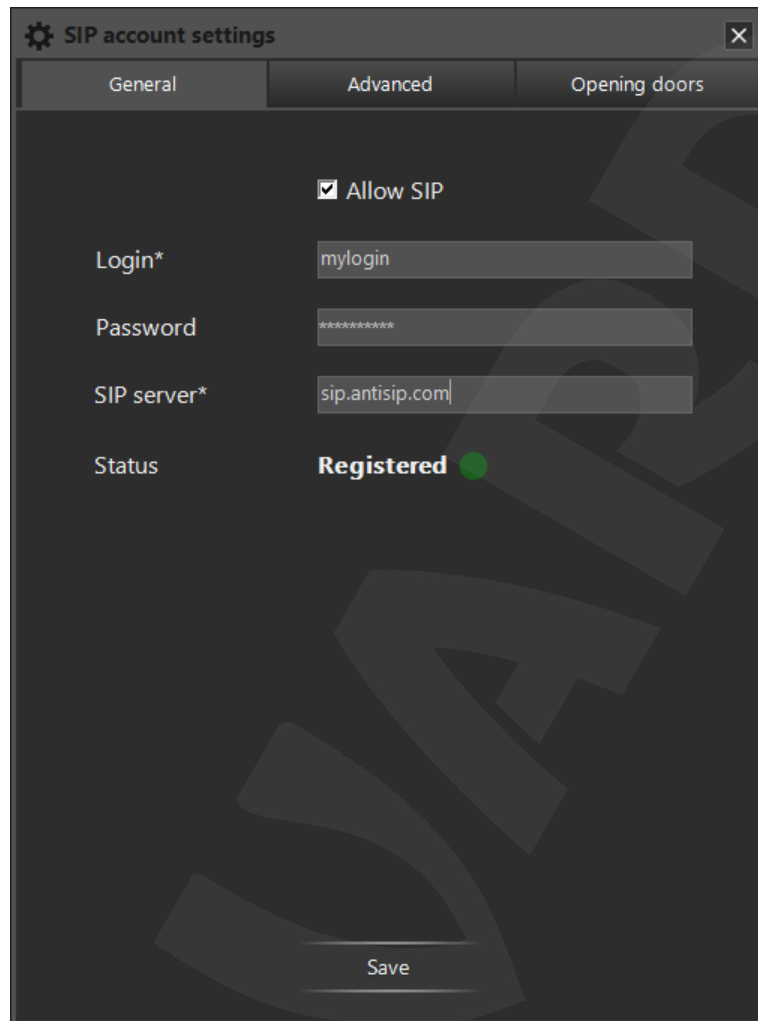 SIP account settings
General Advanced Opening doors
Allow SIP
Login* mylogin
Password **********
SIP server* sip.antisip.com
Status Registered
Save